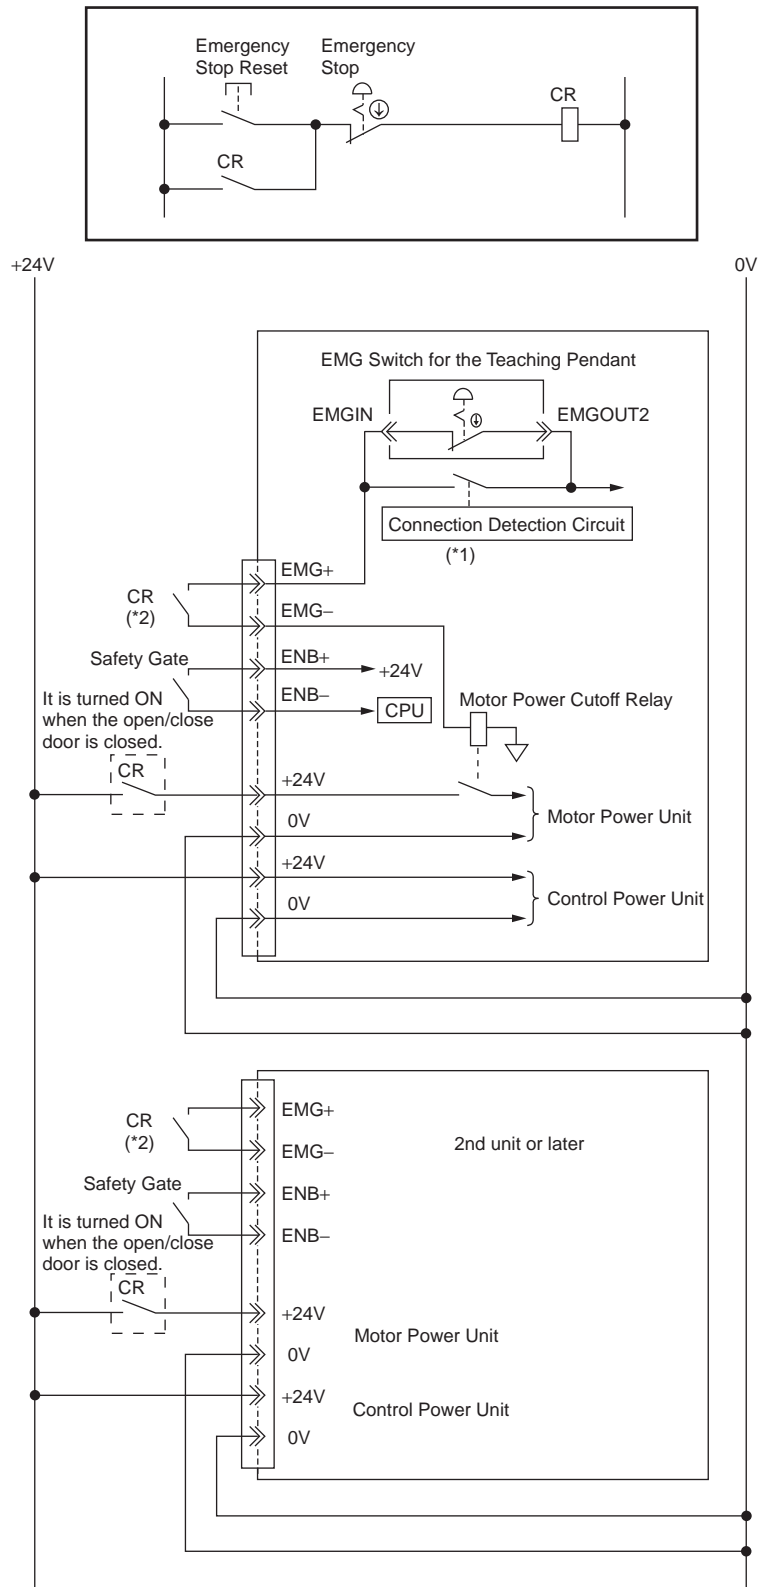 Emergency
Stop Reset
Emergency
Stop
CR
CR
+24V
0V
EMG Switch for the Teaching Pendant
EMGIN
EMGOUT2
Connection Detection Circuit
(*1)
EMG+
CR
(*2)
EMG−
Safety Gate
ENB+
+24V
ENB−
CPU
Motor Power Cutoff Relay
It is turned ON
when the open/close
door is closed.
CR
+24V
0V
Motor Power Unit
+24V
0V
Control Power Unit
EMG+
CR
(*2)
EMG−
2nd unit or later
Safety Gate
ENB+
ENB−
It is turned ON
when the open/close
door is closed.
CR
+24V
Motor Power Unit
0V
+24V
Control Power Unit
0V